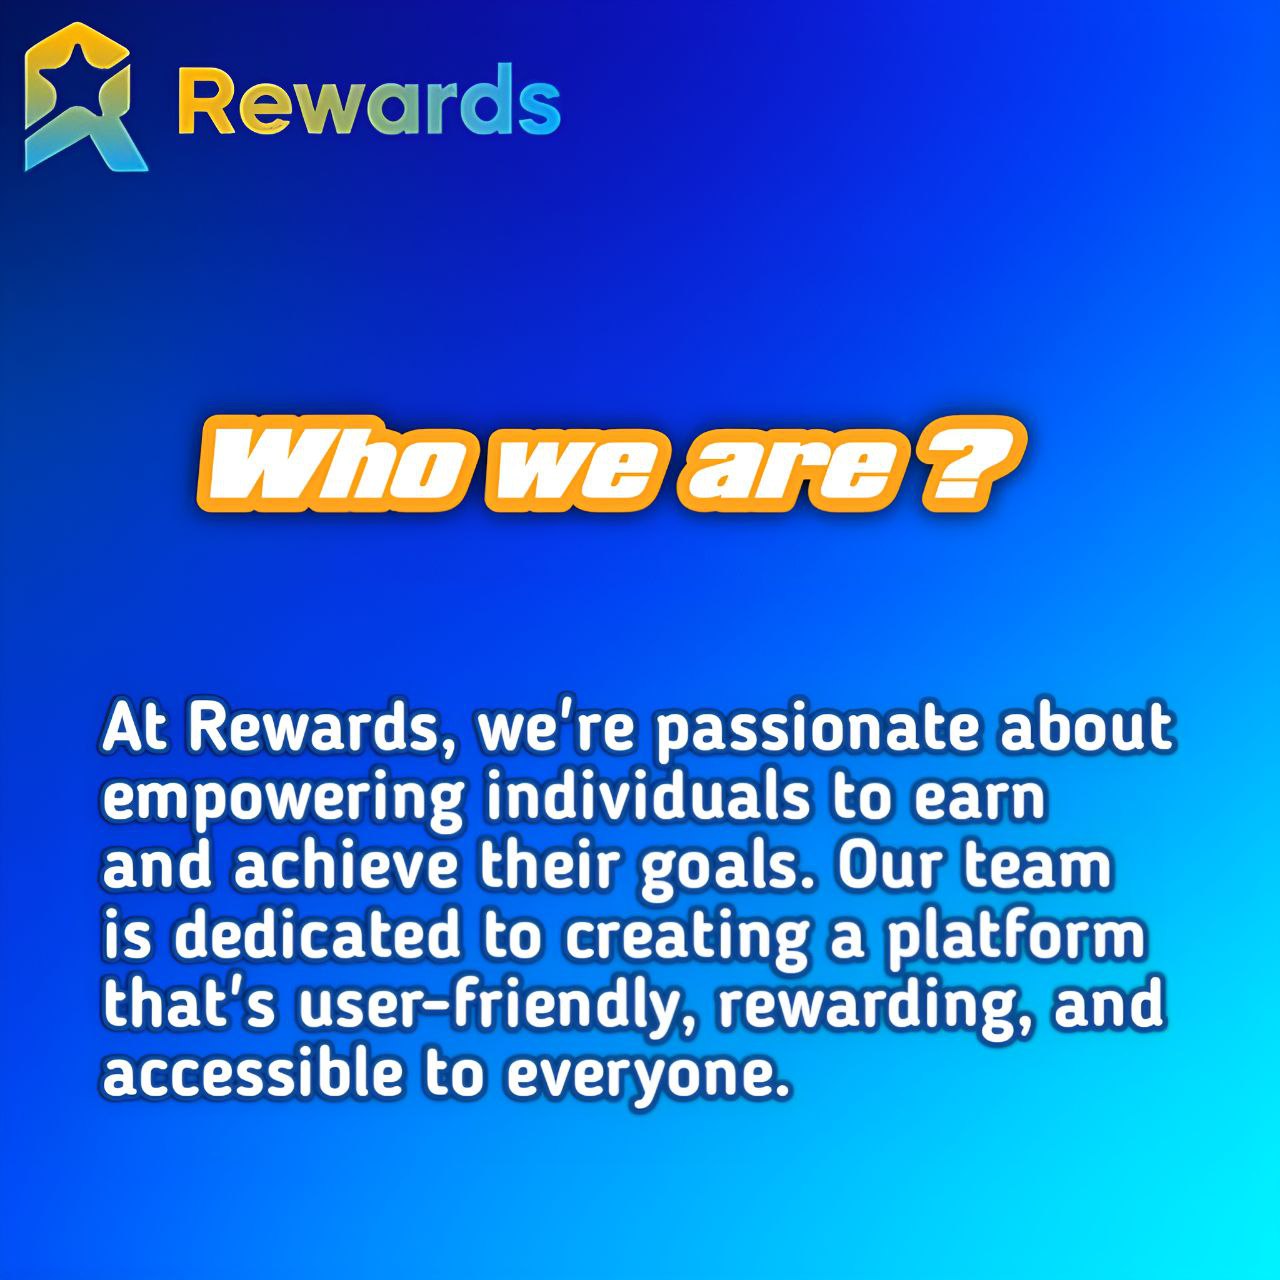 Rewards
Who we are ?
At Rewards, we're passionate about
empowering individuals to earn
and achieve their goals. Our team
is dedicated to creating a platform
that's user-friendly, rewarding, and
accessible to everyone.